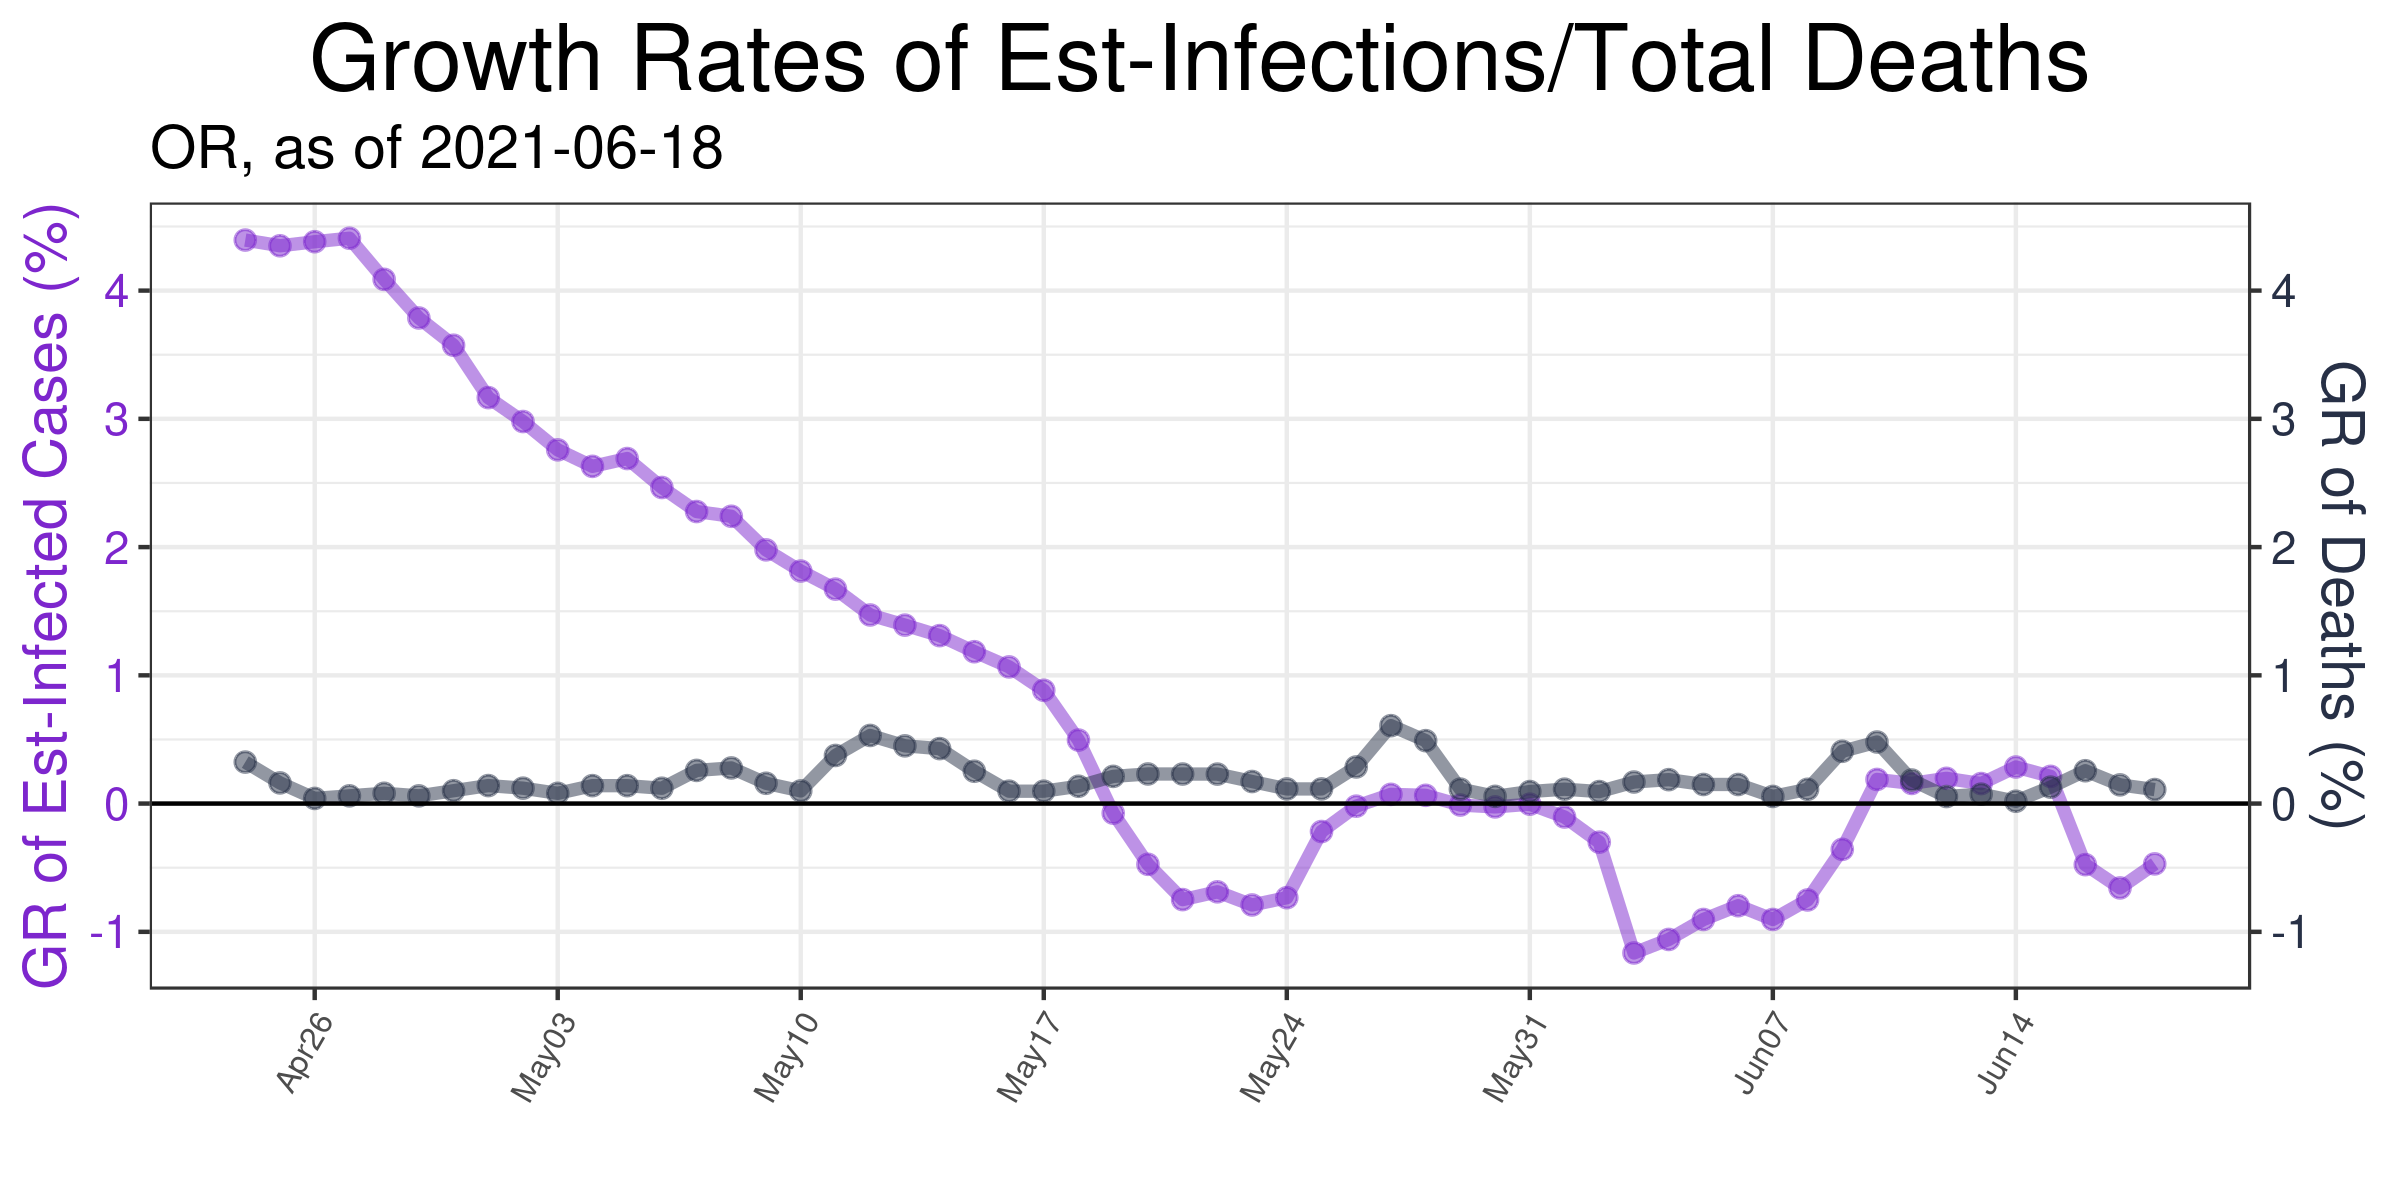 Growth Rates of Est-Infections/Total Deaths
OR, as of 2021-06-18
GR of Est-Infected Cases (%)
4
3
2
1
0
-1
4
3
2
1
0
-1
GR of Deaths (%)
Apr26
May03
May10
May17
May24
May31
Jun07
Jun14